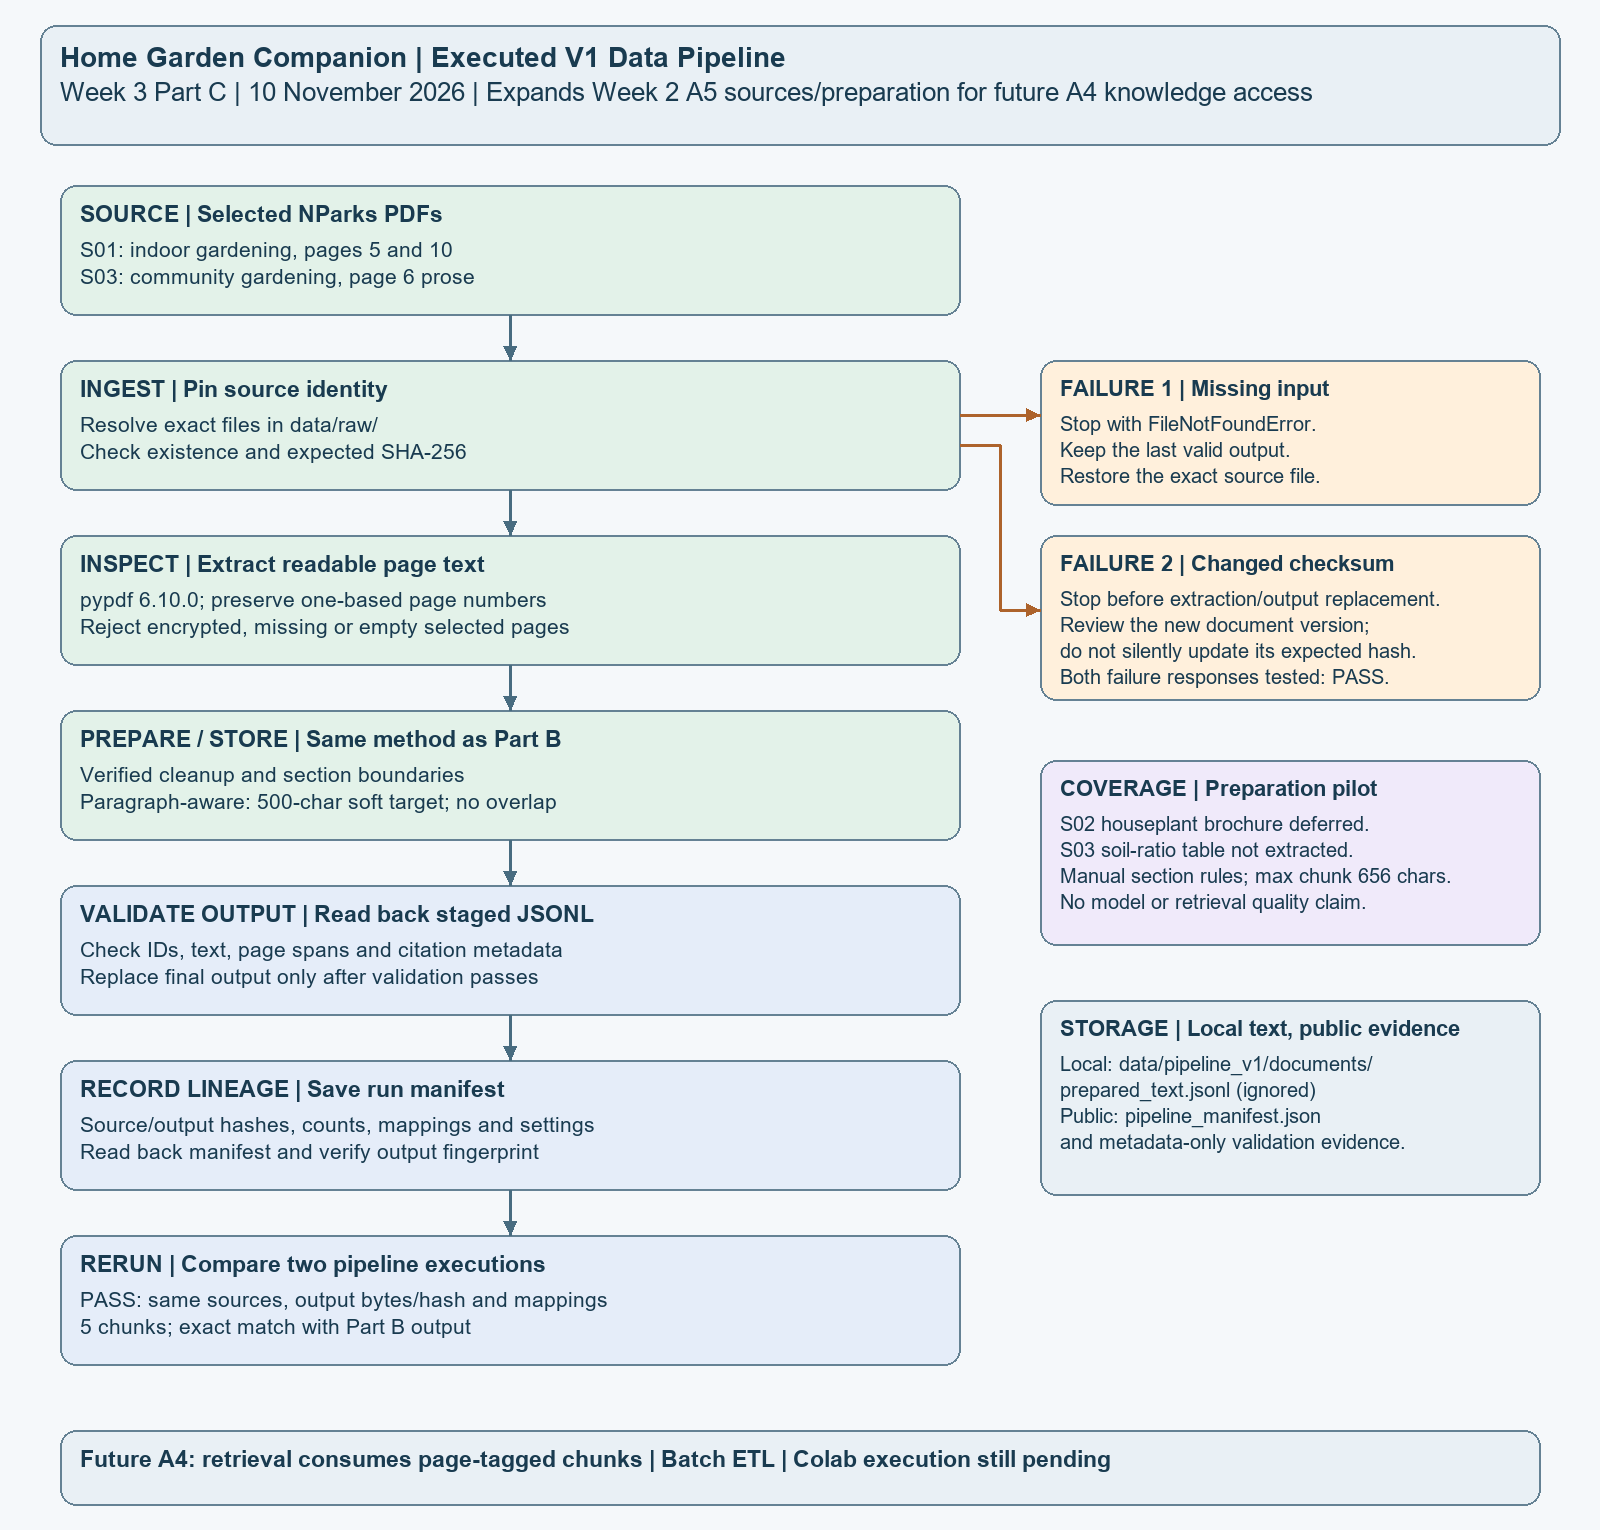 Home Garden Companion | Executed V1 Data Pipeline
Week 3 Part C | 10 November 2026 | Expands Week 2 A5 sources/preparation for future A4 knowledge access
SOURCE | Selected NParks PDFs
S01: indoor gardening, pages 5 and 10
S03: community gardening, page 6 prose
INGEST | Pin source identity
Resolve exact files in data/raw/
Check existence and expected SHA-256
FAILURE 1 | Missing input
Stop with FileNotFoundError.
Keep the last valid output.
Restore the exact source file.
INSPECT | Extract readable page text
pypdf 6.10.0; preserve one-based page numbers
Reject encrypted, missing or empty selected pages
FAILURE 2 | Changed checksum
Stop before extraction/output replacement.
Review the new document version;
do not silently update its expected hash.
Both failure responses tested: PASS.
PREPARE / STORE | Same method as Part B
Verified cleanup and section boundaries
Paragraph-aware: 500-char soft target; no overlap
COVERAGE | Preparation pilot
S02 houseplant brochure deferred.
S03 soil-ratio table not extracted.
Manual section rules; max chunk 656 chars.
No model or retrieval quality claim.
VALIDATE OUTPUT | Read back staged JSONL
Check IDs, text, page spans and citation metadata
Replace final output only after validation passes
STORAGE | Local text, public evidence
Local: data/pipeline_v1/documents/
prepared_text.jsonl (ignored)
Public: pipeline_manifest.json
and metadata-only validation evidence.
RECORD LINEAGE | Save run manifest
Source/output hashes, counts, mappings and settings
Read back manifest and verify output fingerprint
RERUN | Compare two pipeline executions
PASS: same sources, output bytes/hash and mappings
5 chunks; exact match with Part B output
Future A4: retrieval consumes page-tagged chunks | Batch ETL | Colab execution still pending